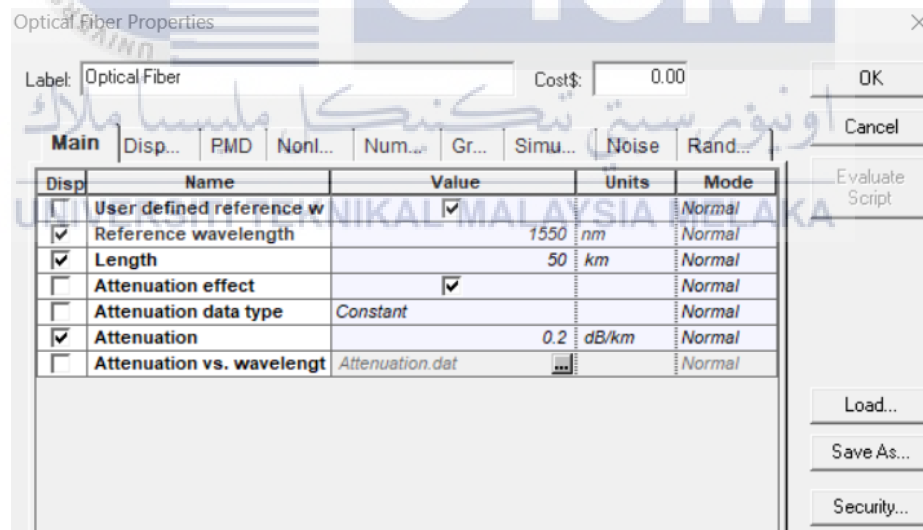 Optical Fiber Properties
Label: Optical Fiber Cost$: 0.00 OK
اونيۏرسيتي تيكنيكل مليسيا ملاك
Cancel
Main Disp... PMD Nonl... Num... Gr... Simu... Noise Rand...
Evaluate Script
Disp Name Value Units Mode
UNIVERSITI TEKNIKAL MALAYSIA MELAKA
User defined reference w Normal
Reference wavelength 1550 nm Normal
Length 50 km Normal
Attenuation effect Normal
Attenuation data type Constant Normal
Attenuation 0.2 dB/km Normal
Attenuation vs. wavelengt Attenuation.dat ... Normal
Load...
Save As...
Security...